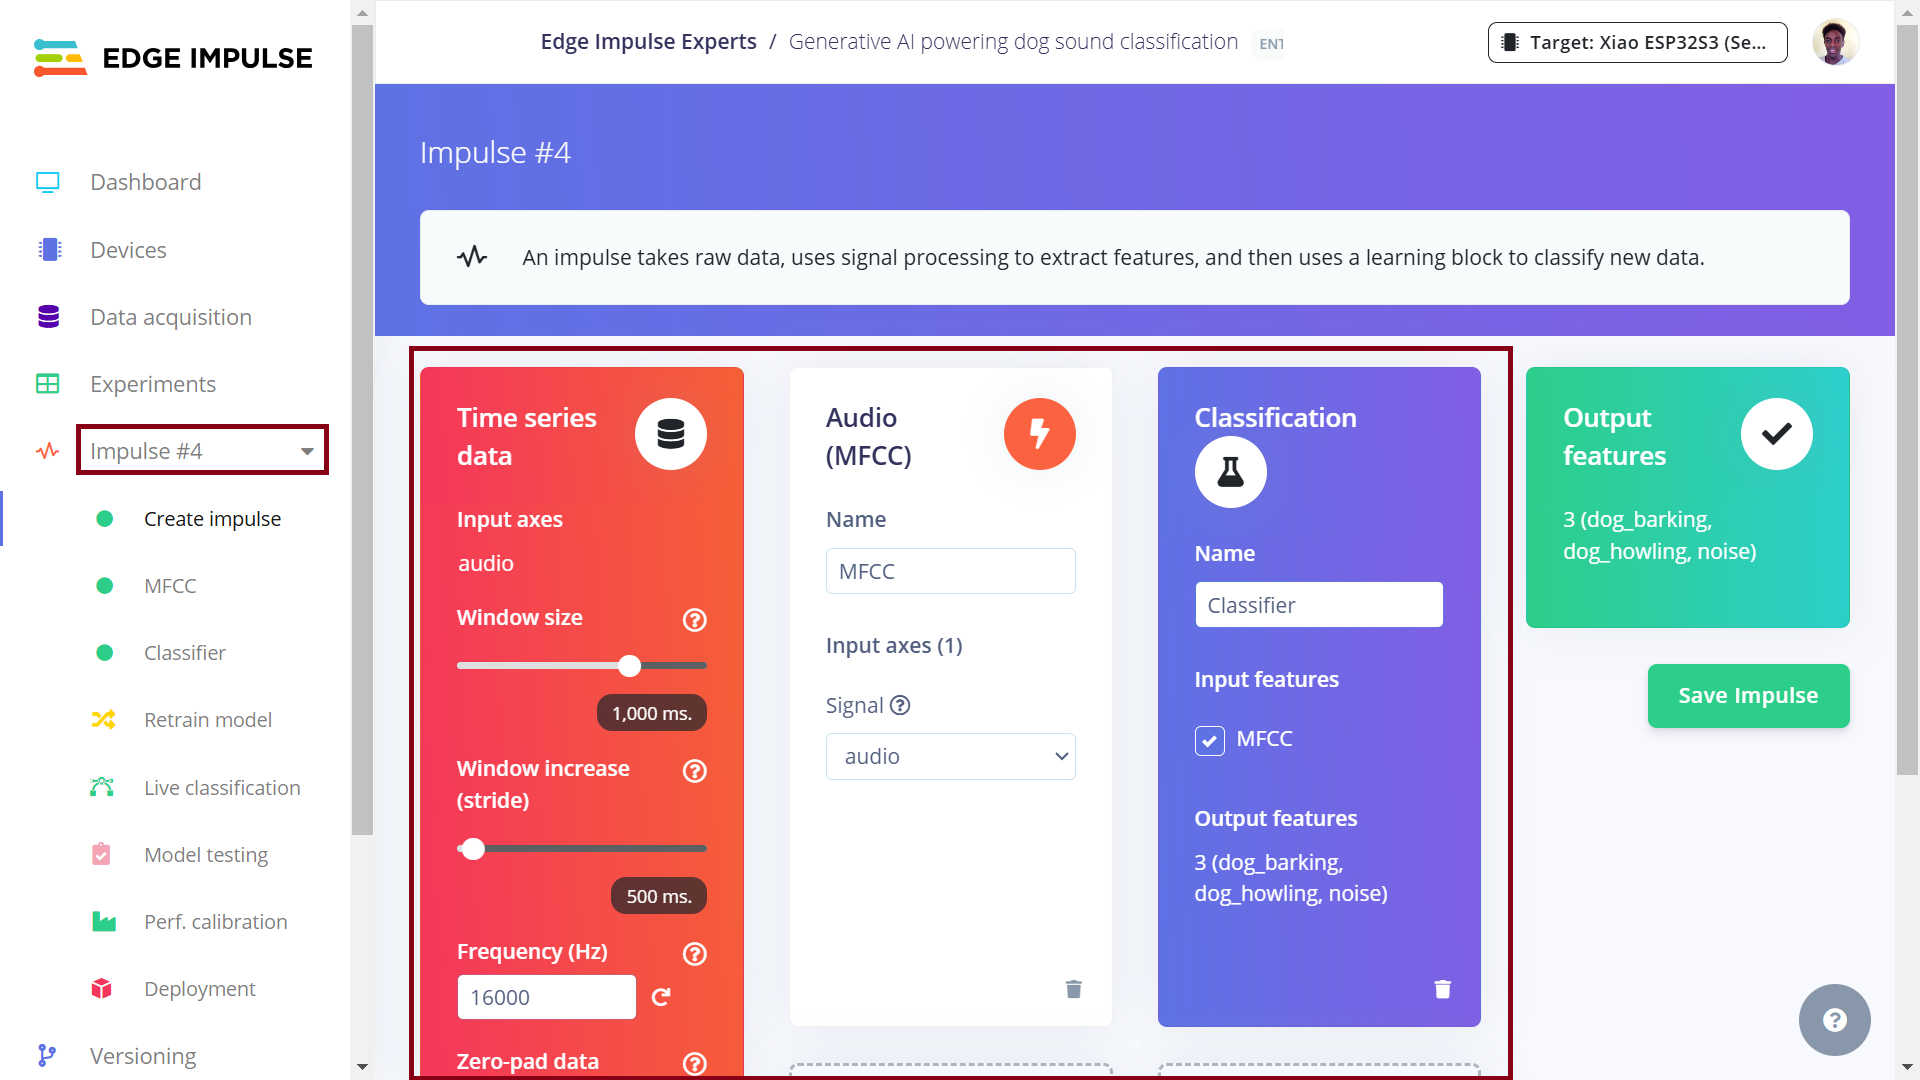 EDGE IMPULSE
Edge Impulse Experts / Generative AI powering dog sound classification ENT
Target: Xiao ESP32S3 (Se...
Dashboard
Devices
Data acquisition
Experiments
Impulse #4
Create impulse
MFCC
Classifier
Retrain model
Live classification
Model testing
Perf. calibration
Deployment
Versioning
Impulse #4
An impulse takes raw data, uses signal processing to extract features, and then uses a learning block to classify new data.
Time series
data
Input axes
audio
Window size
?
1,000 ms.
Window increase
(stride)
?
500 ms.
Frequency (Hz)
?
16000
Zero-pad data
?
Audio
(MFCC)
Name
MFCC
Input axes (1)
Signal ?
audio
Classification
Name
Classifier
Input features
MFCC
Output features
3 (dog_barking,
dog_howling, noise)
Output
features
3 (dog_barking,
dog_howling, noise)
Save Impulse
?